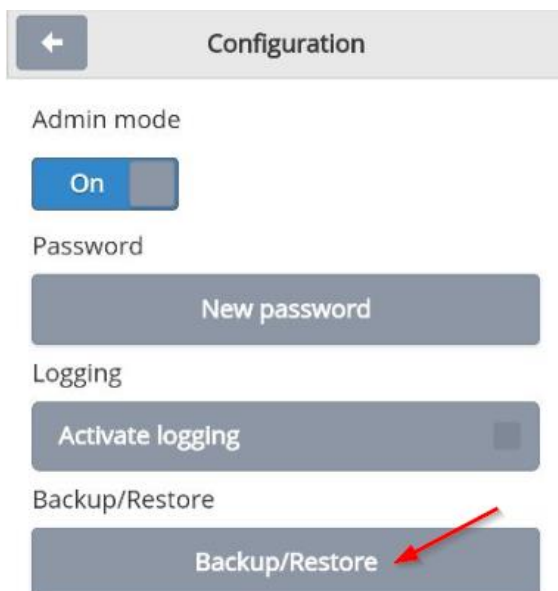 Configuration
Admin mode
On
Password
New password
Logging
Activate logging
Backup/Restore
Backup/Restore